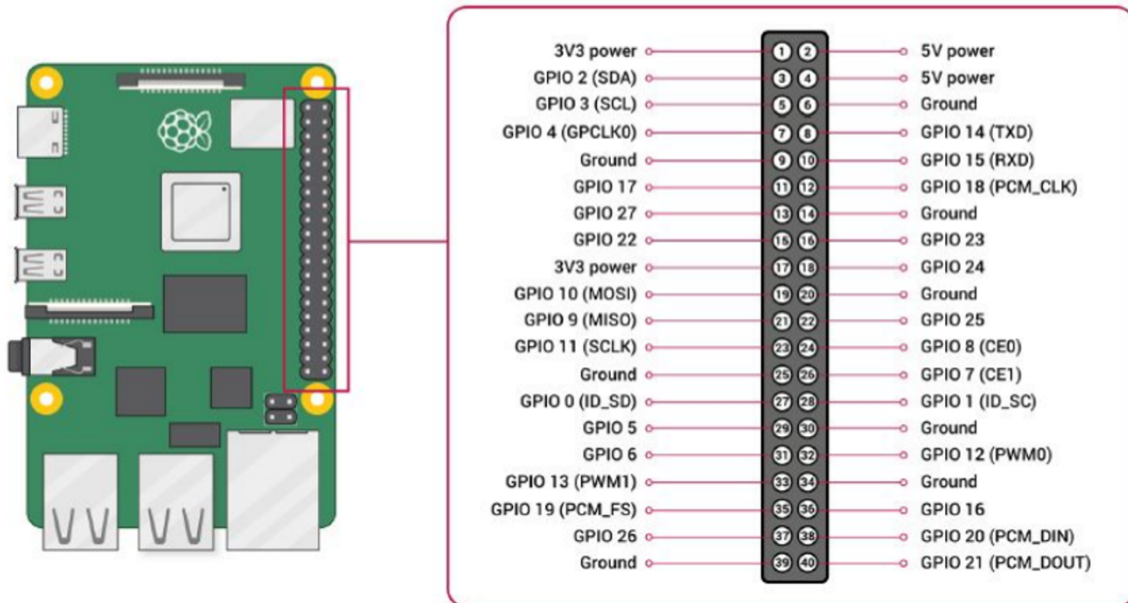 3V3 power 1 2 5V power
GPIO 2 (SDA) 3 4 5V power
GPIO 3 (SCL) 5 6 Ground
GPIO 4 (GPCLK0) 7 8 GPIO 14 (TXD)
Ground 9 10 GPIO 15 (RXD)
GPIO 17 11 12 GPIO 18 (PCM_CLK)
GPIO 27 13 14 Ground
GPIO 22 15 16 GPIO 23
3V3 power 17 18 GPIO 24
GPIO 10 (MOSI) 19 20 Ground
GPIO 9 (MISO) 21 22 GPIO 25
GPIO 11 (SCLK) 23 24 GPIO 8 (CE0)
Ground 25 26 GPIO 7 (CE1)
GPIO 0 (ID_SD) 27 28 GPIO 1 (ID_SC)
GPIO 5 29 30 Ground
GPIO 6 31 32 GPIO 12 (PWM0)
GPIO 13 (PWM1) 33 34 Ground
GPIO 19 (PCM_FS) 35 36 GPIO 16
GPIO 26 37 38 GPIO 20 (PCM_DIN)
Ground 39 40 GPIO 21 (PCM_DOUT)